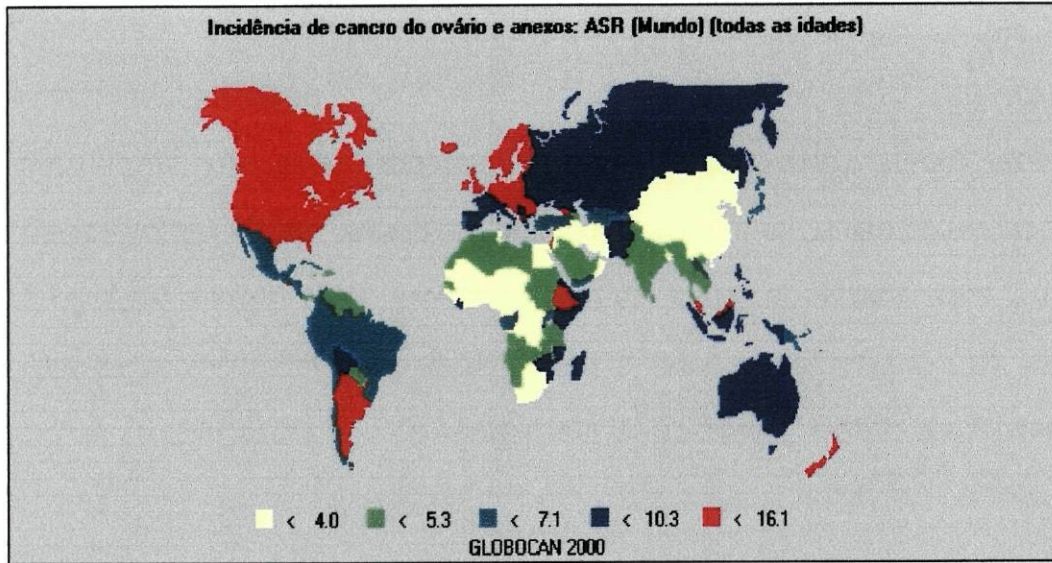 Incidência de cancro do ovário e anexos: ASR (Mundo) (todas as idades)
< 4.0 < 5.3 < 7.1 < 10.3 < 16.1
GLOBOCAN 2000